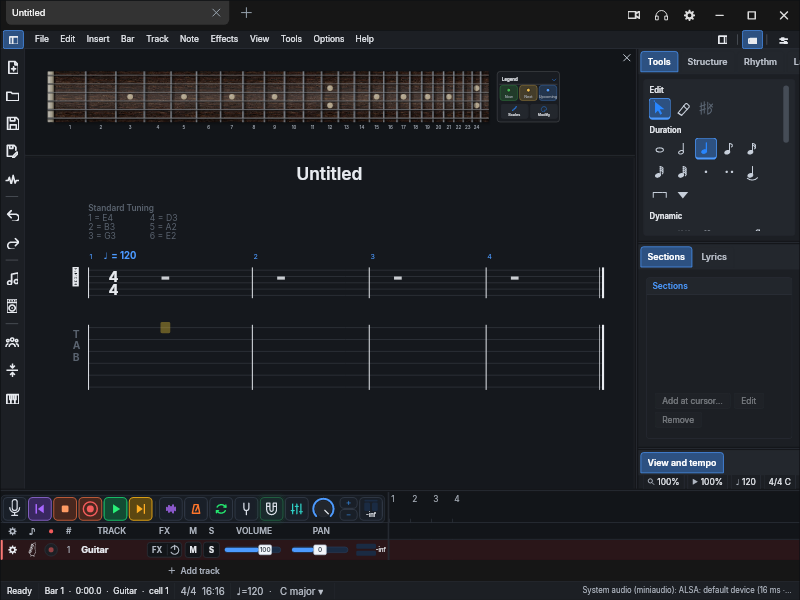 Untitled
File Edit Insert Bar Track Note Effects View Tools Options Help
Tools Structure Rhythm L
Legend
Scales Modify
1 2 3 4 5 6 7 8 9 10 11 12 13 14 15 16 17 18 19 20 21 22 23 24
Edit
Duration
Dynamic
Untitled
Standard Tuning
1 = E4 4 = D3
2 = B3 5 = A2
3 = G3 6 = E2
1 ♩ = 120 2 3 4
4
4
T
A
B
Sections Lyrics
Sections
Add at cursor... Edit
Remove
View and tempo
100% 100% ♩ 120 4/4 C
-inf
1 2 3 4
# TRACK FX M S VOLUME PAN
1 Guitar FX M S 100 0 -inf
+ Add track
Ready Bar 1 · 0:00.0 · Guitar · cell 1 4/4 16:16 ♩=120 · C major ▾
System audio (miniaudio): ALSA: default device (16 ms ·...